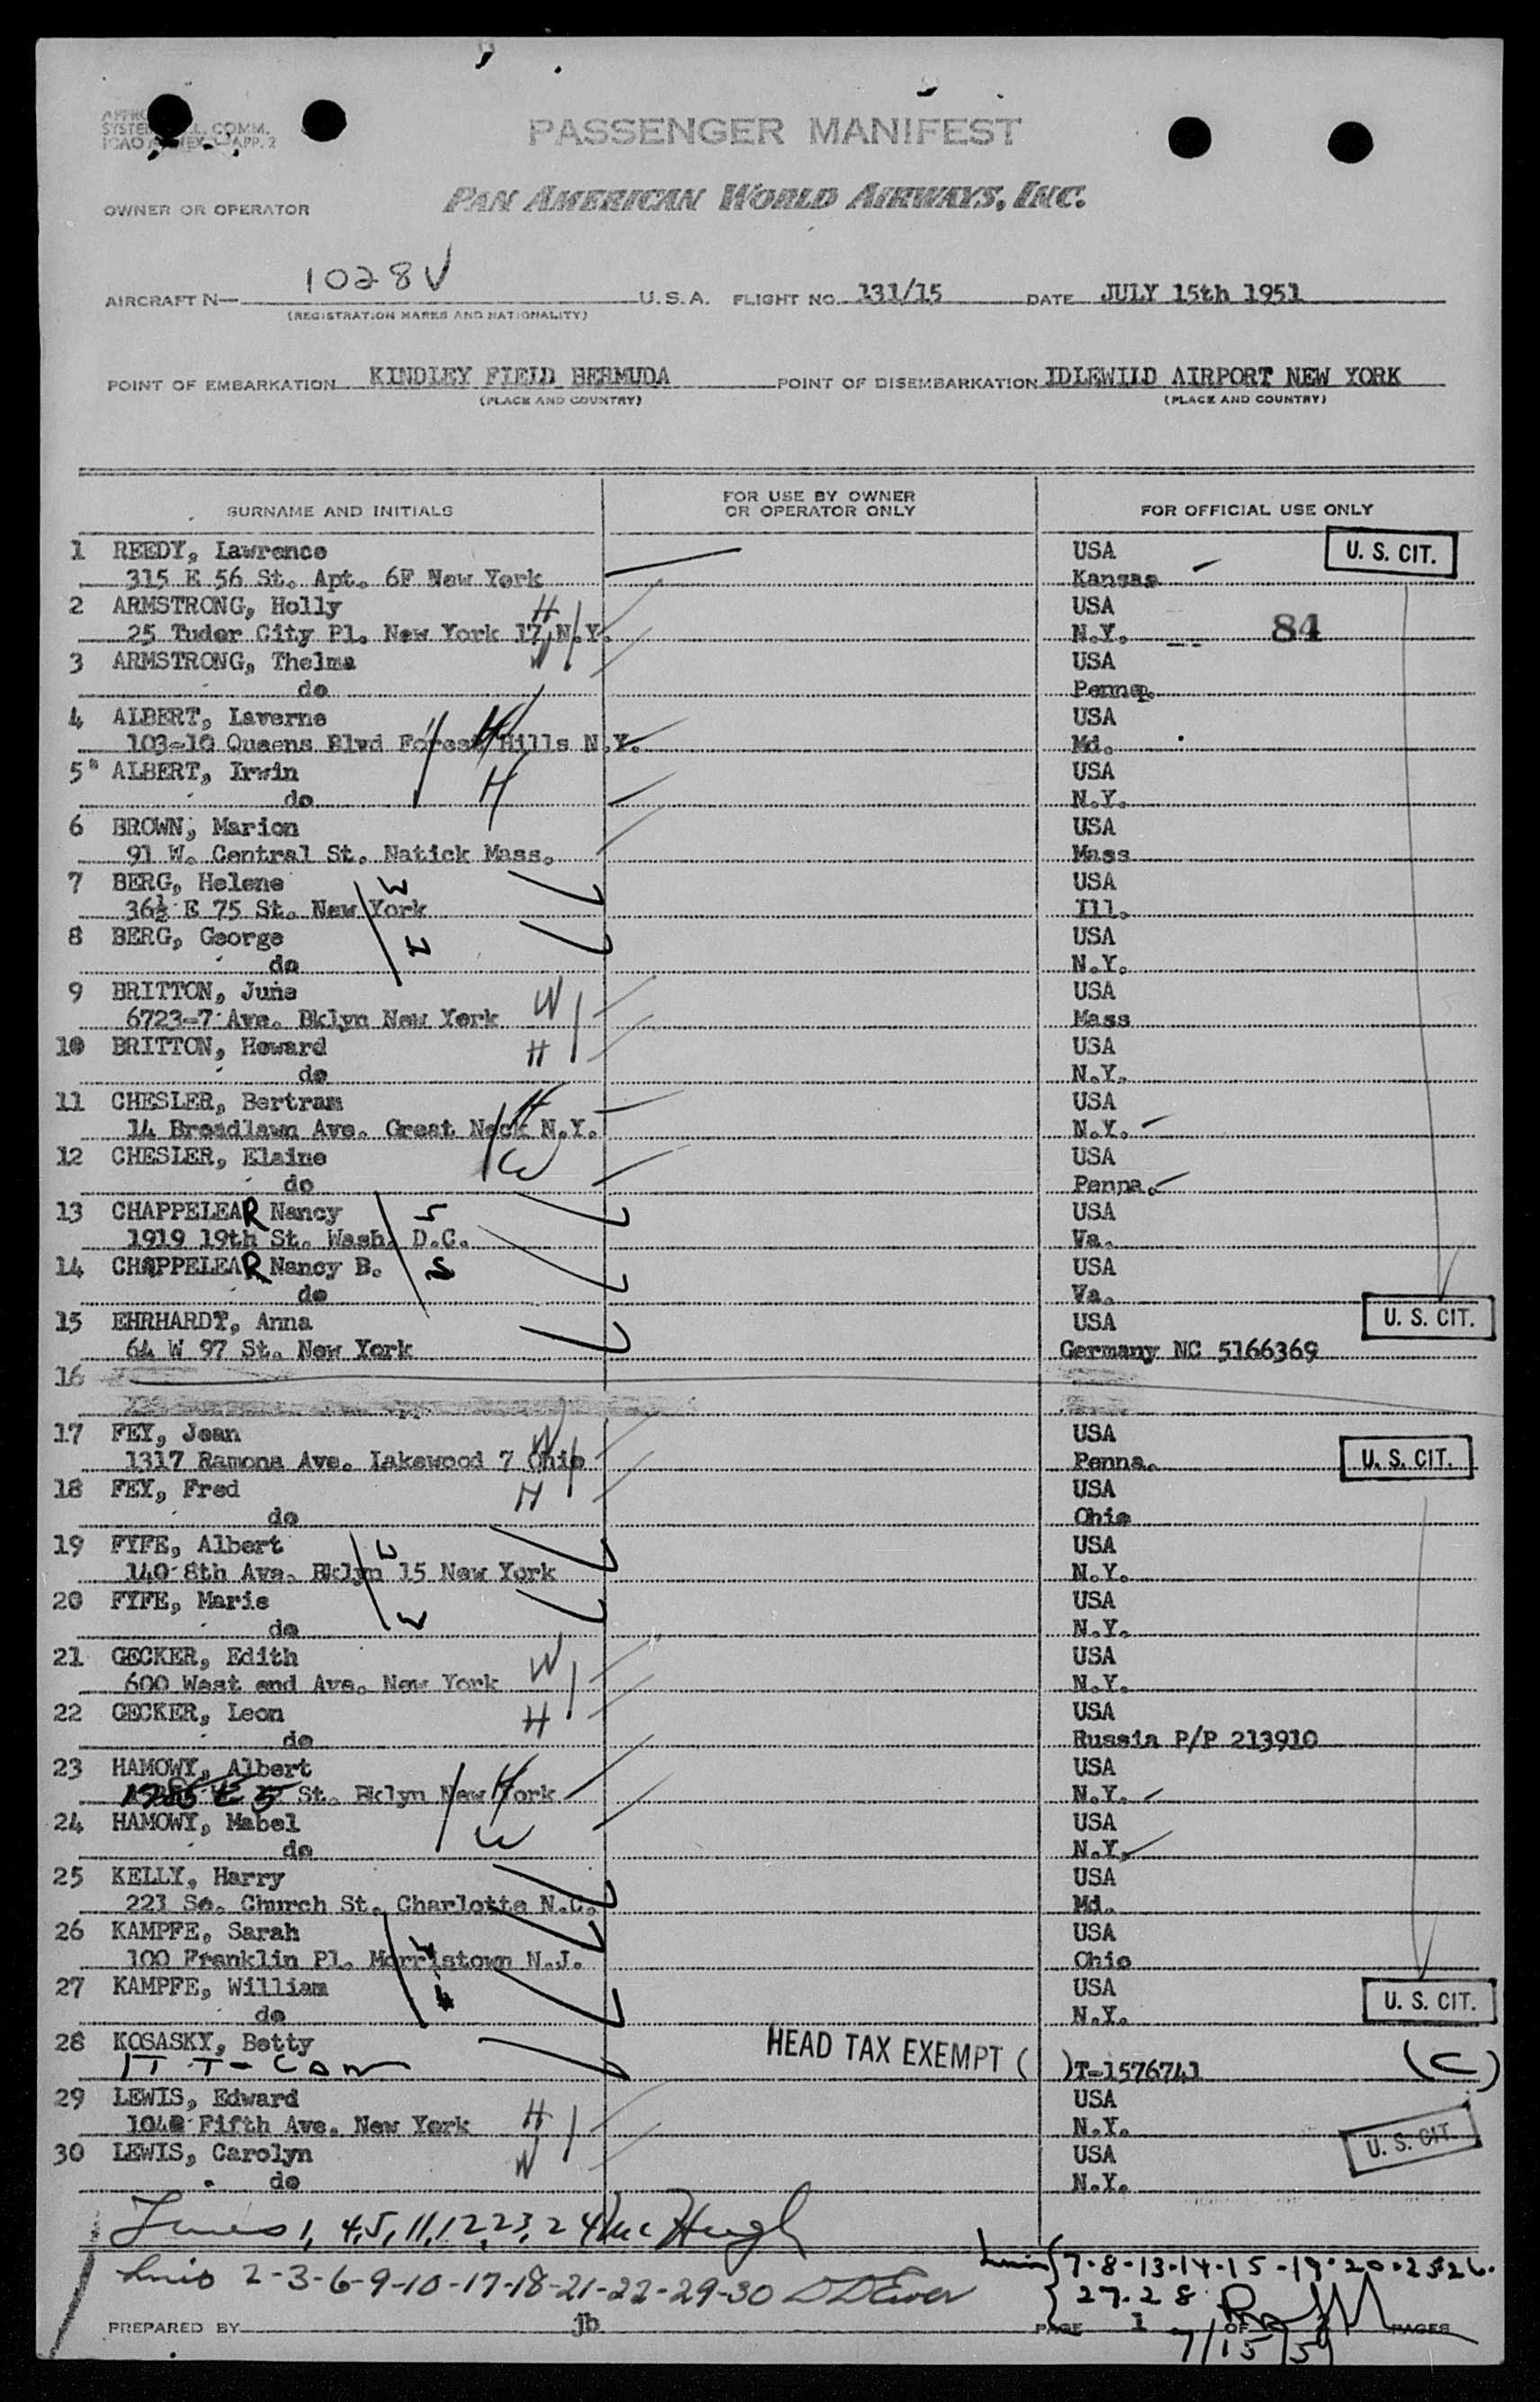 PASSENGER MANIFEST
ICAO ANNEX APP. 2
OWNER OR OPERATOR PAN AMERICAN WORLD AIRWAYS, INC.
AIRCRAFT N— 1028V U.S.A. FLIGHT NO. 131/15 DATE JULY 15th 1951
(REGISTRATION MARKS AND NATIONALITY)
POINT OF EMBARKATION KINDLEY FIELD BERMUDA POINT OF DISEMBARKATION IDLEWILD AIRPORT NEW YORK
(PLACE AND COUNTRY) (PLACE AND COUNTRY)
SURNAME AND INITIALS FOR USE BY OWNER OR OPERATOR ONLY FOR OFFICIAL USE ONLY
1 REEDY, Lawrence USA U. S. CIT.
315 E 56 St. Apt. 6F New York Kansas
2 ARMSTRONG, Holly H USA
25 Tudor City Pl. New York 17, N.Y. N.Y. 84
3 ARMSTRONG, Thelma W USA
do Penna.
4 ALBERT, Laverne USA
103-10 Queens Blvd Forest Hills N.Y. Md.
5 ALBERT, Irwin H USA
do N.Y.
6 BROWN, Marion USA
91 W. Central St. Natick Mass. Mass
7 BERG, Helene W USA
36½ E 75 St. New York Ill.
8 BERG, George H USA
do N.Y.
9 BRITTON, June W USA
6723-7 Ave. Bklyn New York Mass
10 BRITTON, Howard H USA
do N.Y.
11 CHESLER, Bertram H USA
14 Broadlawn Ave. Great Neck N.Y. N.Y.
12 CHESLER, Elaine W USA
do Penna.
13 CHAPPELEAR Nancy S USA
1919 19th St. Wash. D.C. Va.
14 CHAPPELEAR Nancy B. S USA
do Va.
15 EHRHARDT, Anna USA U. S. CIT.
64 W 97 St. New York Germany NC 5166369
16
17 FEY, Jean W USA
1317 Ramona Ave. Lakewood 7 Ohio Penna. U. S. CIT.
18 FEY, Fred H USA
do Ohio
19 FYFE, Albert USA
140 8th Ave. Bklyn 15 New York N.Y.
20 FYFE, Marie W USA
do N.Y.
21 GECKER, Edith W USA
600 West end Ave. New York N.Y.
22 GECKER, Leon H USA
do Russia P/P 213910
23 HAMOWY, Albert H USA
1785 E 5 St. Bklyn New York N.Y.
24 HAMOWY, Mabel W USA
do N.Y.
25 KELLY, Harry USA
221 So. Church St. Charlotte N.C. Md.
26 KAMPFE, Sarah W USA
100 Franklin Pl. Morristown N.J. Ohio
27 KAMPFE, William H USA U. S. CIT.
do N.Y.
28 KOSASKY, Betty HEAD TAX EXEMPT (
IT T-Can )T-1576741 (C)
29 LEWIS, Edward H USA
1040 Fifth Ave. New York N.Y.
30 LEWIS, Carolyn W USA U. S. CIT.
do N.Y.
Lines 1, 4,5,11,12,23,24 McHugh
Lines 2-3-6-9-10-17-18-21-22-29-30
Lines 7-8-13-14-15-19-20-25-26.
27.28
PREPARED BY jb PAGE 1 OF PAGES
7/15/51